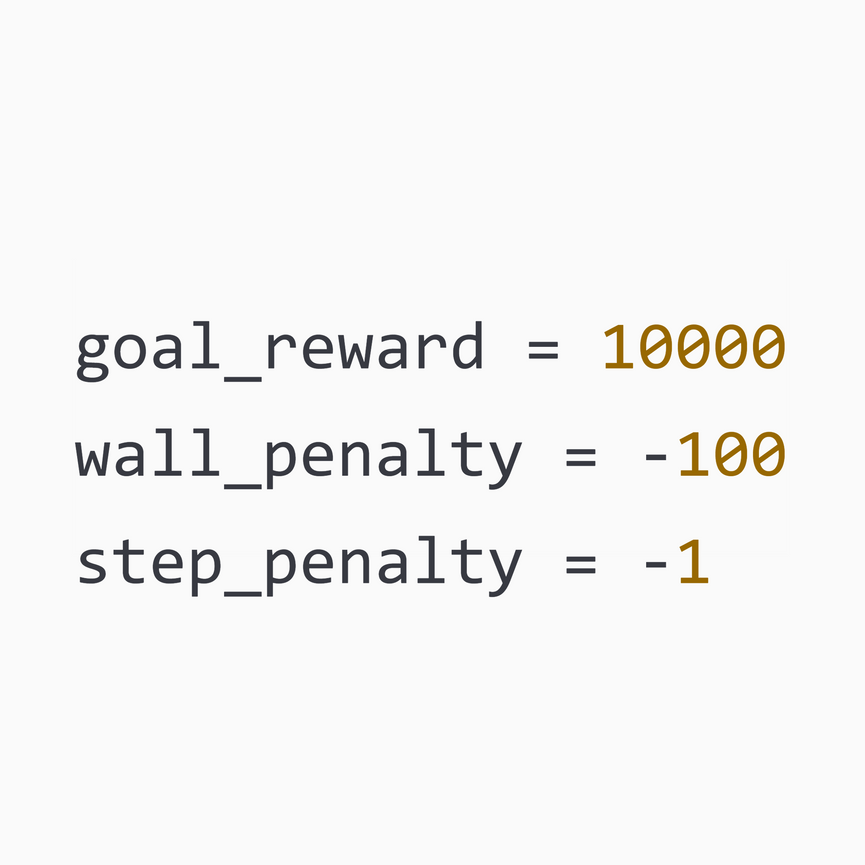 goal_reward = 10000
wall_penalty = -100
step_penalty = -1